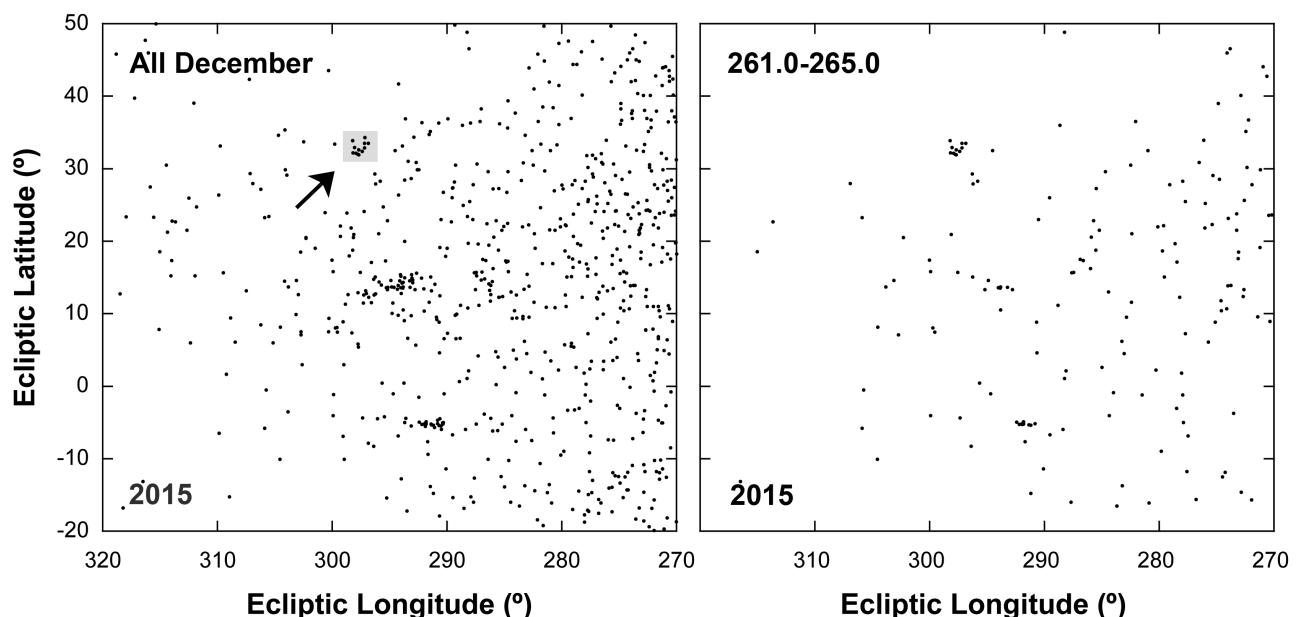 50
40
30
20
10
0
-10
-20
Ecliptic Latitude (º)
All December
2015
320 310 300 290 280 270
Ecliptic Longitude (º)
261.0-265.0
2015
310 300 290 280 270
Ecliptic Longitude (º)